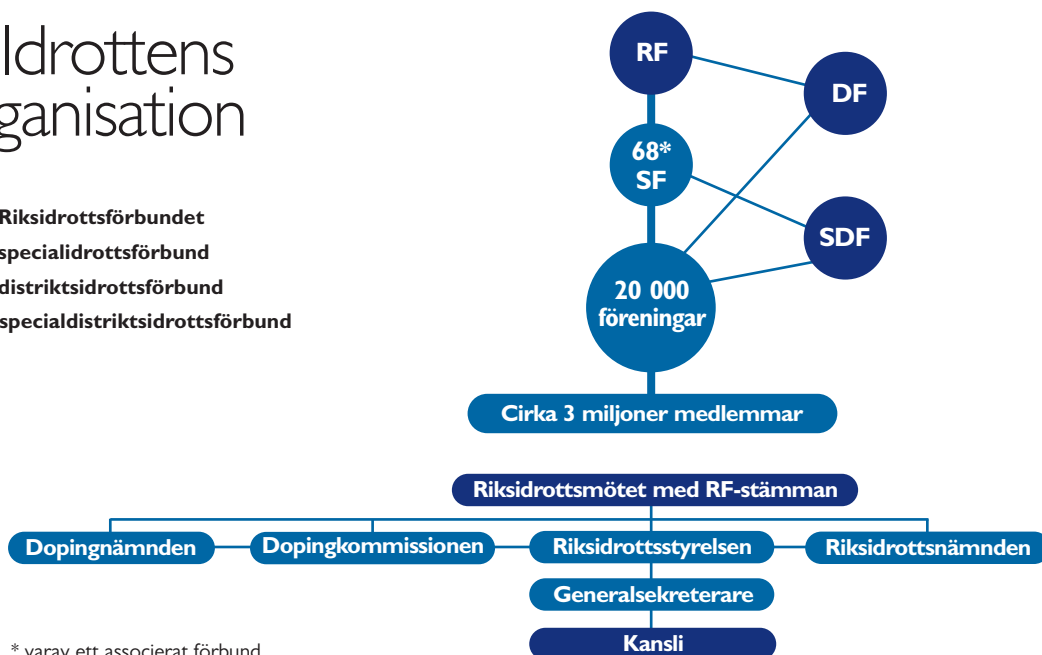 Idrottens
ganisation
Riksidrottsförbundet
specialidrottsförbund
distriktsidrottsförbund
specialdistriktsidrottsförbund
RF
DF
68*
SF
SDF
20 000
föreningar
Cirka 3 miljoner medlemmar
Riksidrottsmötet med RF-stämman
Dopingnämnden
Dopingkommissionen
Riksidrottsstyrelsen
Riksidrottsnämnden
Generalsekreterare
Kansli
* varav ett associerat förbund